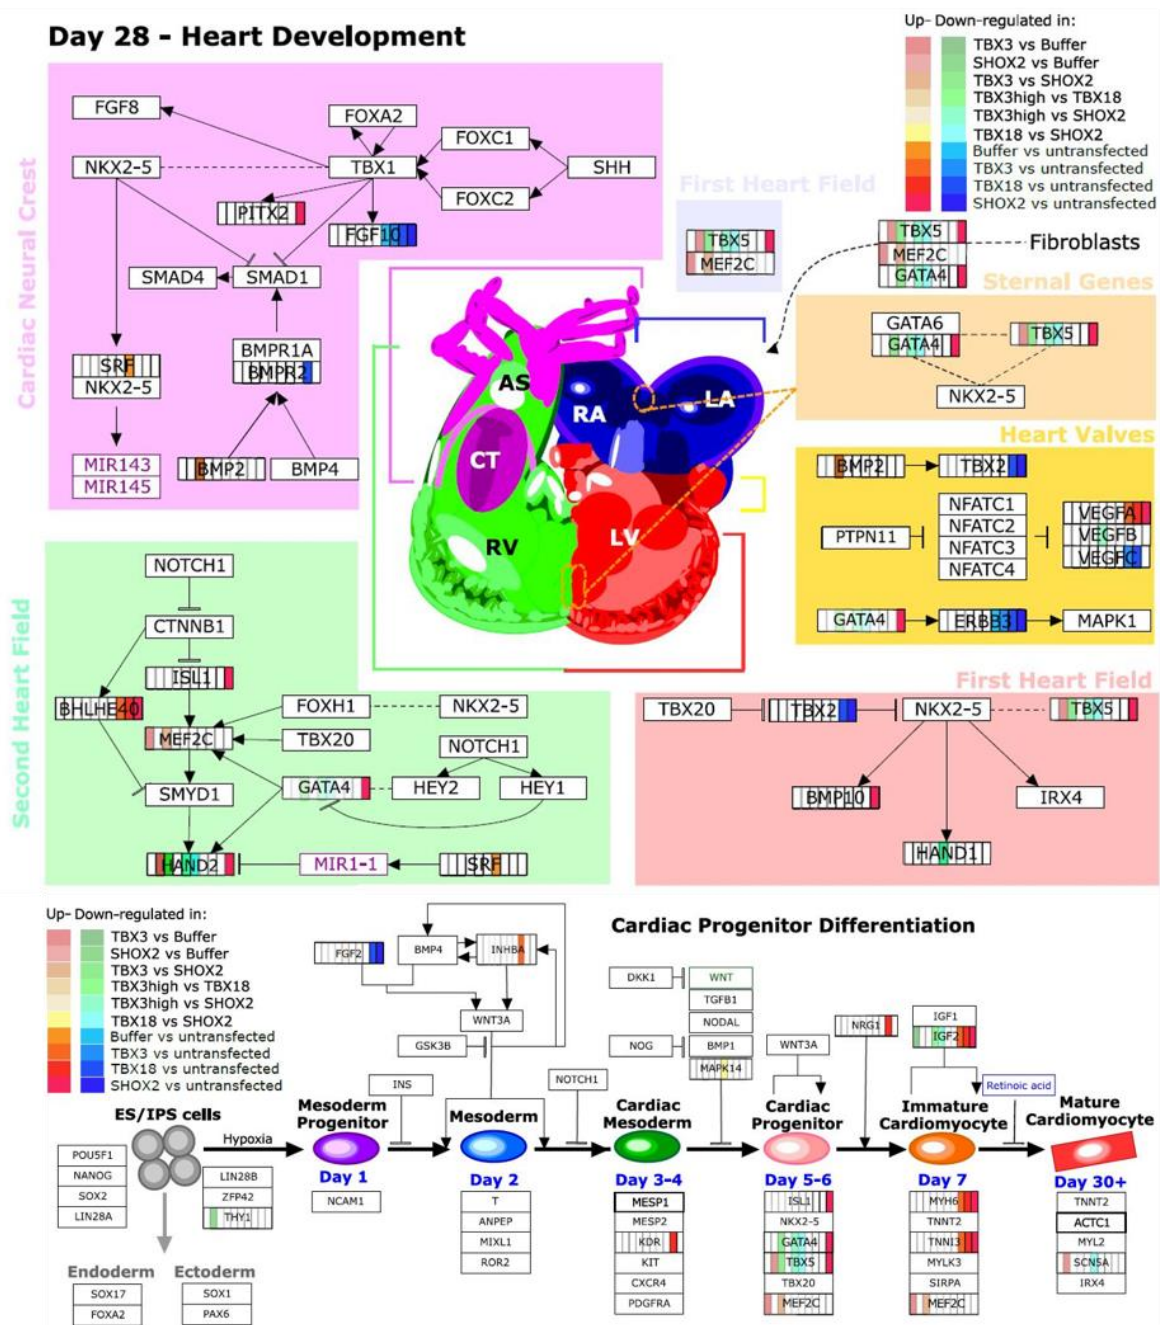 Day 28 - Heart Development
Up- Down-regulated in:
TBX3 vs Buffer
SHOX2 vs Buffer
TBX3 vs SHOX2
TBX3high vs TBX18
TBX3high vs SHOX2
TBX18 vs SHOX2
Buffer vs untransfected
TBX3 vs untransfected
TBX18 vs untransfected
SHOX2 vs untransfected
Cardiac Neural Crest
FGF8
FOXA2
FOXC1
NKX2-5
TBX1
SHH
FOXC2
PITX2
FGF10
SMAD4
SMAD1
BMPR1A
BMPR2
SRF
NKX2-5
MIR143
MIR145
BMP2
BMP4
First Heart Field
TBX5
MEF2C
TBX5
MEF2C
GATA4
Fibroblasts
Sternal Genes
GATA6
GATA4
TBX5
NKX2-5
AS
RA
LA
CT
RV
LV
Heart Valves
BMP2
TBX2
PTPN11
NFATC1
NFATC2
NFATC3
NFATC4
VEGFA
VEGFB
VEGFC
GATA4
ERBB3
MAPK1
Second Heart Field
NOTCH1
CTNNB1
ISL1
BHLHE40
FOXH1
NKX2-5
MEF2C
TBX20
NOTCH1
SMYD1
GATA4
HEY2
HEY1
HAND2
MIR1-1
SRF
First Heart Field
TBX20
TBX2
NKX2-5
TBX5
BMP10
IRX4
HAND1
Up- Down-regulated in:
TBX3 vs Buffer
SHOX2 vs Buffer
TBX3 vs SHOX2
TBX3high vs TBX18
TBX3high vs SHOX2
TBX18 vs SHOX2
Buffer vs untransfected
TBX3 vs untransfected
TBX18 vs untransfected
SHOX2 vs untransfected
Cardiac Progenitor Differentiation
FGF2
BMP4
INHBA
WNT3A
GSK3B
DKK1
WNT
TGFB1
NODAL
NOG
BMP1
MAPK14
WNT3A
NRG1
IGF1
IGF2
INS
NOTCH1
Retinoic acid
ES/IPS cells
Hypoxia
Mesoderm
Progenitor
Mesoderm
Cardiac
Mesoderm
Cardiac
Progenitor
Immature
Cardiomyocyte
Mature
Cardiomyocyte
Day 1
Day 2
Day 3-4
Day 5-6
Day 7
Day 30+
POU5F1
NANOG
SOX2
LIN28A
LIN28B
ZFP42
THY1
NCAM1
T
ANPEP
MIXL1
ROR2
MESP1
MESP2
KDR
KIT
CXCR4
PDGFRA
ISL1
NKX2-5
GATA4
TBX5
TBX20
MEF2C
MYH6
TNNT2
TNNI3
MYLK3
SIRPA
MEF2C
TNNT2
ACTC1
MYL2
SCN5A
IRX4
Endoderm
SOX17
FOXA2
Ectoderm
SOX1
PAX6